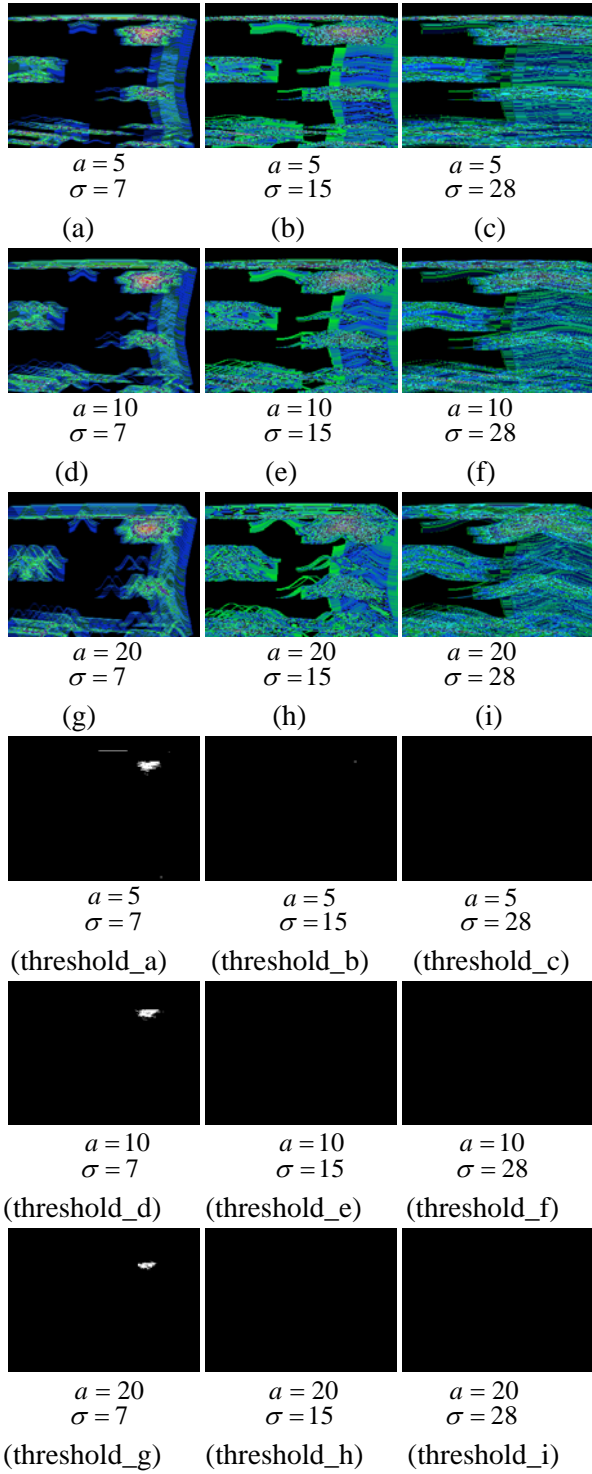 a = 5 a = 5 a = 5
σ = 7 σ = 15 σ = 28
(a) (b) (c)
a = 10 a = 10 a = 10
σ = 7 σ = 15 σ = 28
(d) (e) (f)
a = 20 a = 20 a = 20
σ = 7 σ = 15 σ = 28
(g) (h) (i)
a = 5 a = 5 a = 5
σ = 7 σ = 15 σ = 28
(threshold_a) (threshold_b) (threshold_c)
a = 10 a = 10 a = 10
σ = 7 σ = 15 σ = 28
(threshold_d) (threshold_e) (threshold_f)
a = 20 a = 20 a = 20
σ = 7 σ = 15 σ = 28
(threshold_g) (threshold_h) (threshold_i)